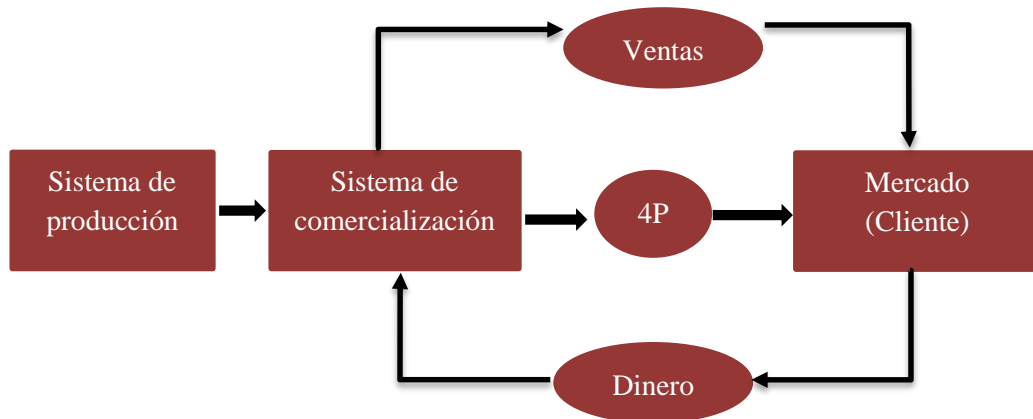 Ventas
Sistema de
producción
Sistema de
comercialización
4P
Mercado
(Cliente)
Dinero